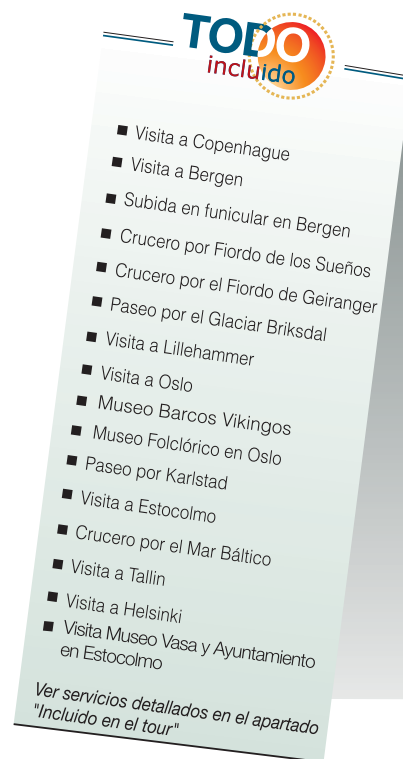 TODO
incluido
Visita a Copenhague
Visita a Bergen
Subida en funicular en Bergen
Crucero por Fiordo de los Sueños
Crucero por el Fiordo de Geiranger
Paseo por el Glaciar Briksdal
Visita a Lillehammer
Visita a Oslo
Museo Barcos Vikingos
Museo Folclórico en Oslo
Paseo por Karlstad
Visita a Estocolmo
Crucero por el Mar Báltico
Visita a Tallin
Visita a Helsinki
Visita Museo Vasa y Ayuntamiento
en Estocolmo
Ver servicios detallados en el apartado
"Incluido en el tour"